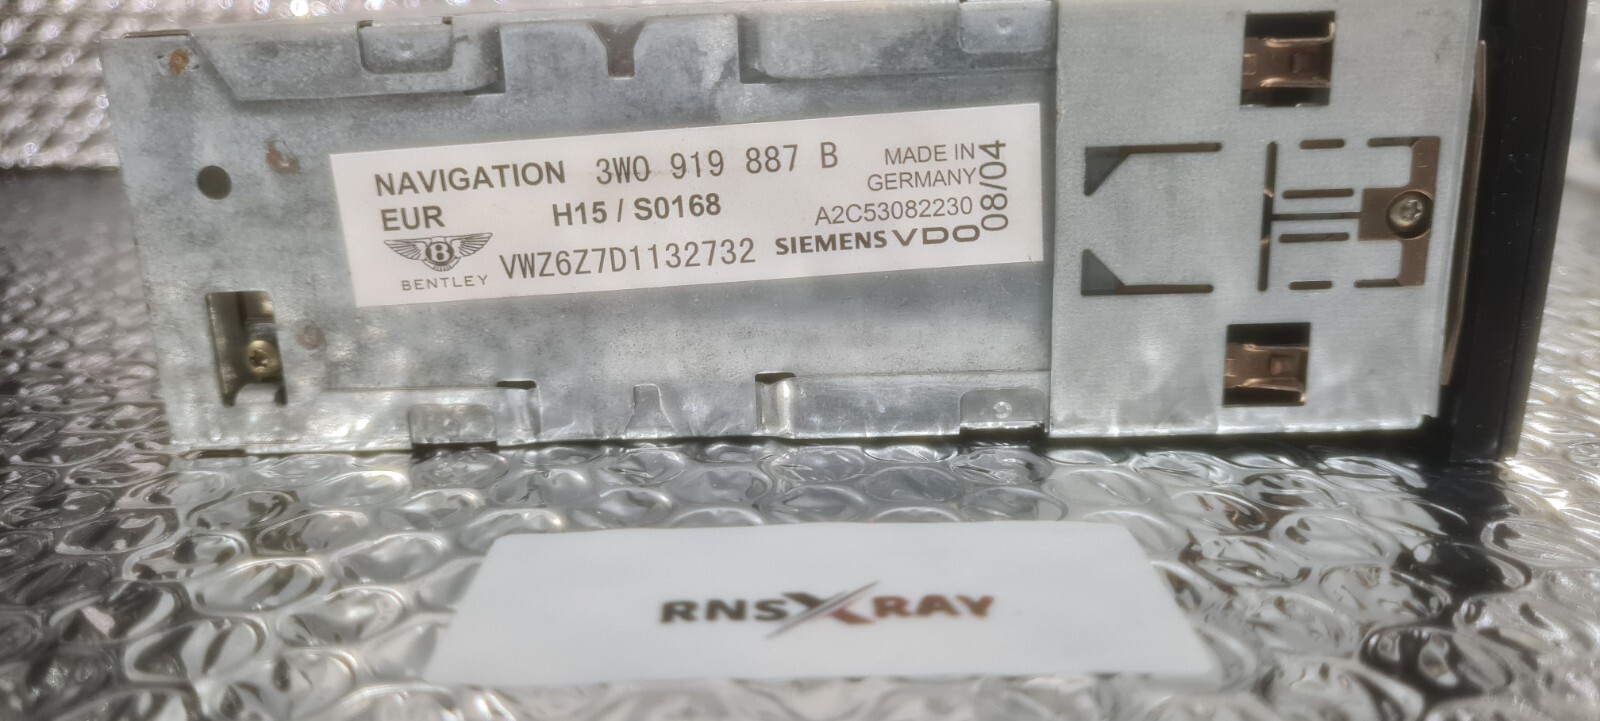 NAVIGATION 3W0 919 887 B
EUR H15 / S0168
MADE IN
GERMANY
A2C53082230
08/04
B
BENTLEY
VWZ6Z7D1132732
SIEMENS VDO
RNSXRAY